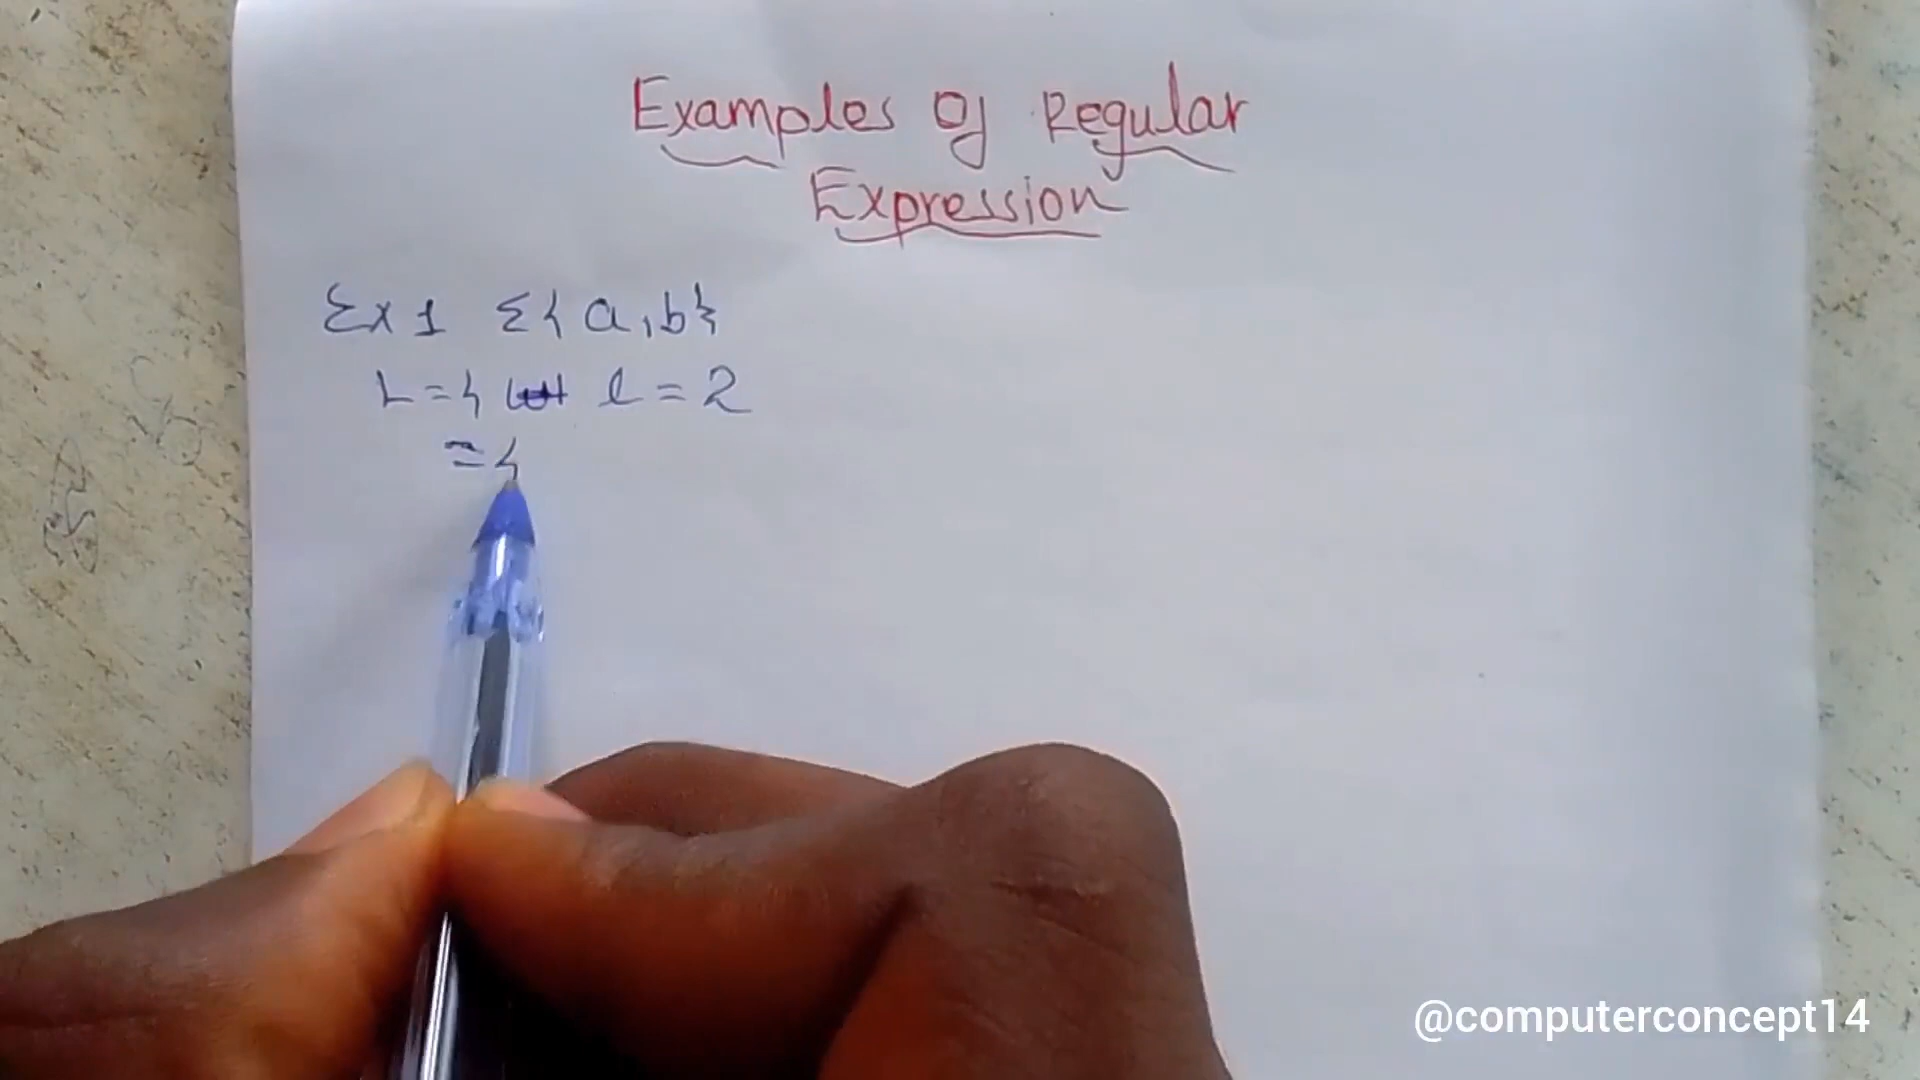 Examples Of Regular
Expression
Ex 1 Σ{a,b}
L={ l=2
={
@computerconcept14